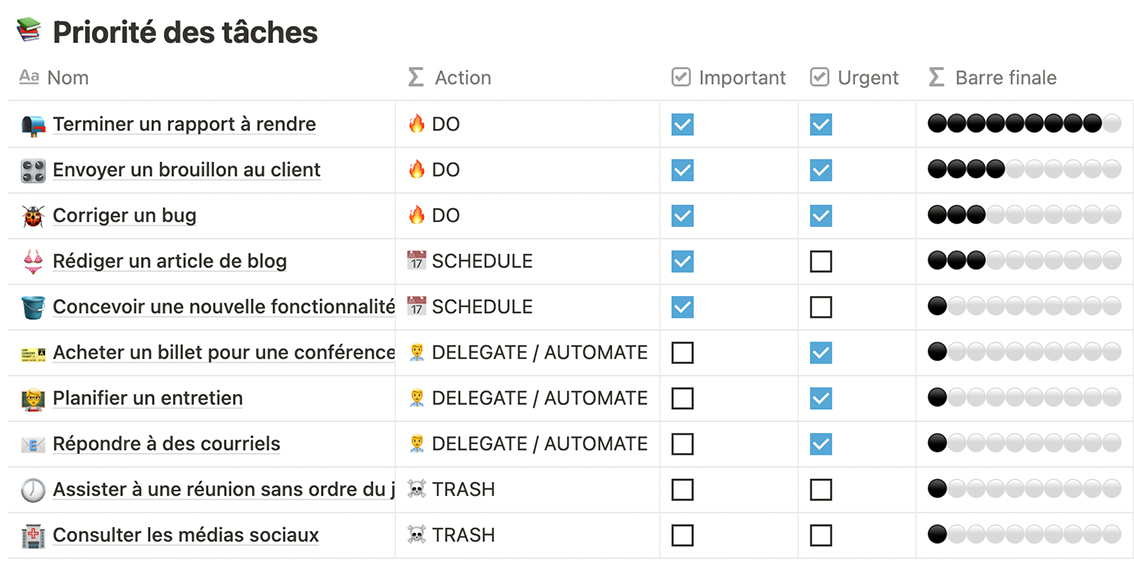 Priorité des tâches
Aa Nom Σ Action Important Urgent Σ Barre finale
Terminer un rapport à rendre DO
Envoyer un brouillon au client DO
Corriger un bug DO
Rédiger un article de blog 17 SCHEDULE
Concevoir une nouvelle fonctionnalité 17 SCHEDULE
Acheter un billet pour une conférence DELEGATE / AUTOMATE
Planifier un entretien DELEGATE / AUTOMATE
Répondre à des courriels DELEGATE / AUTOMATE
Assister à une réunion sans ordre du j TRASH
Consulter les médias sociaux TRASH